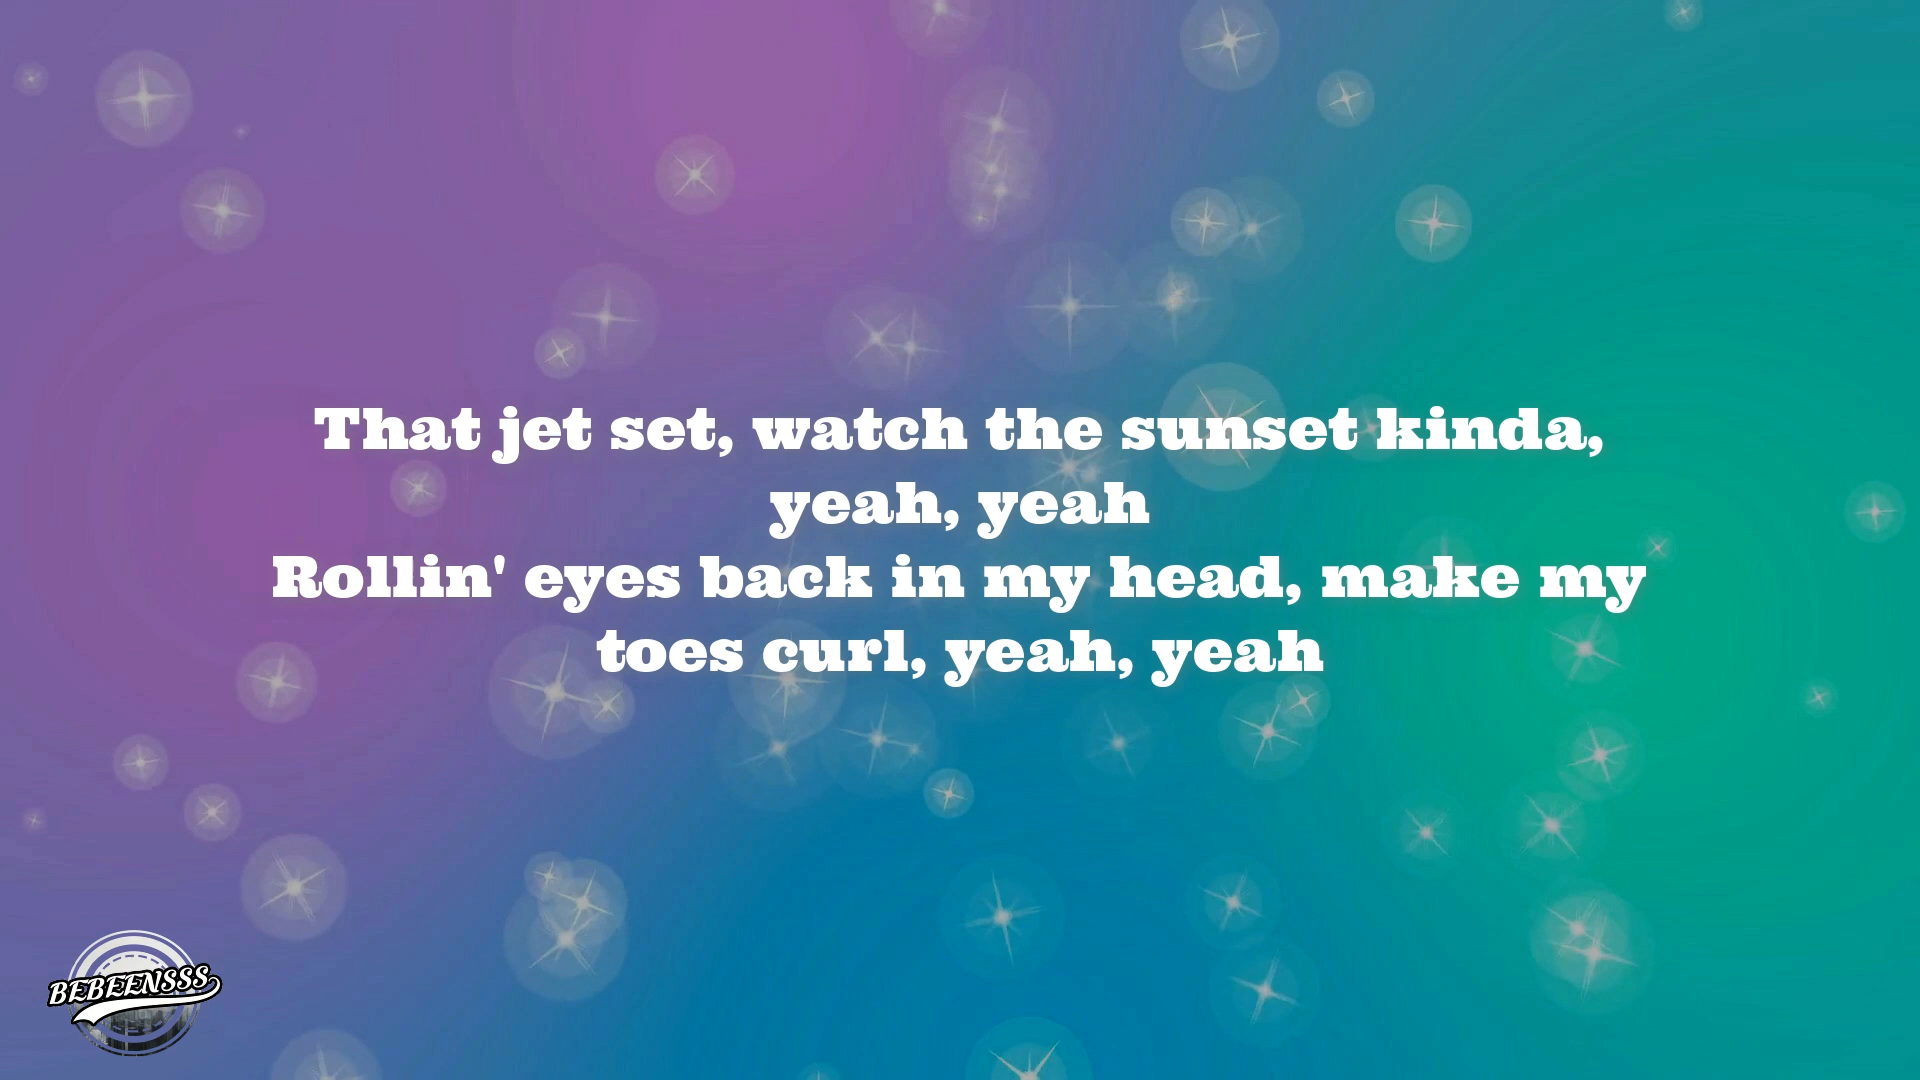 That jet set, watch the sunset kinda,
yeah, yeah
Rollin' eyes back in my head, make my
toes curl, yeah, yeah
BEBEENSSS